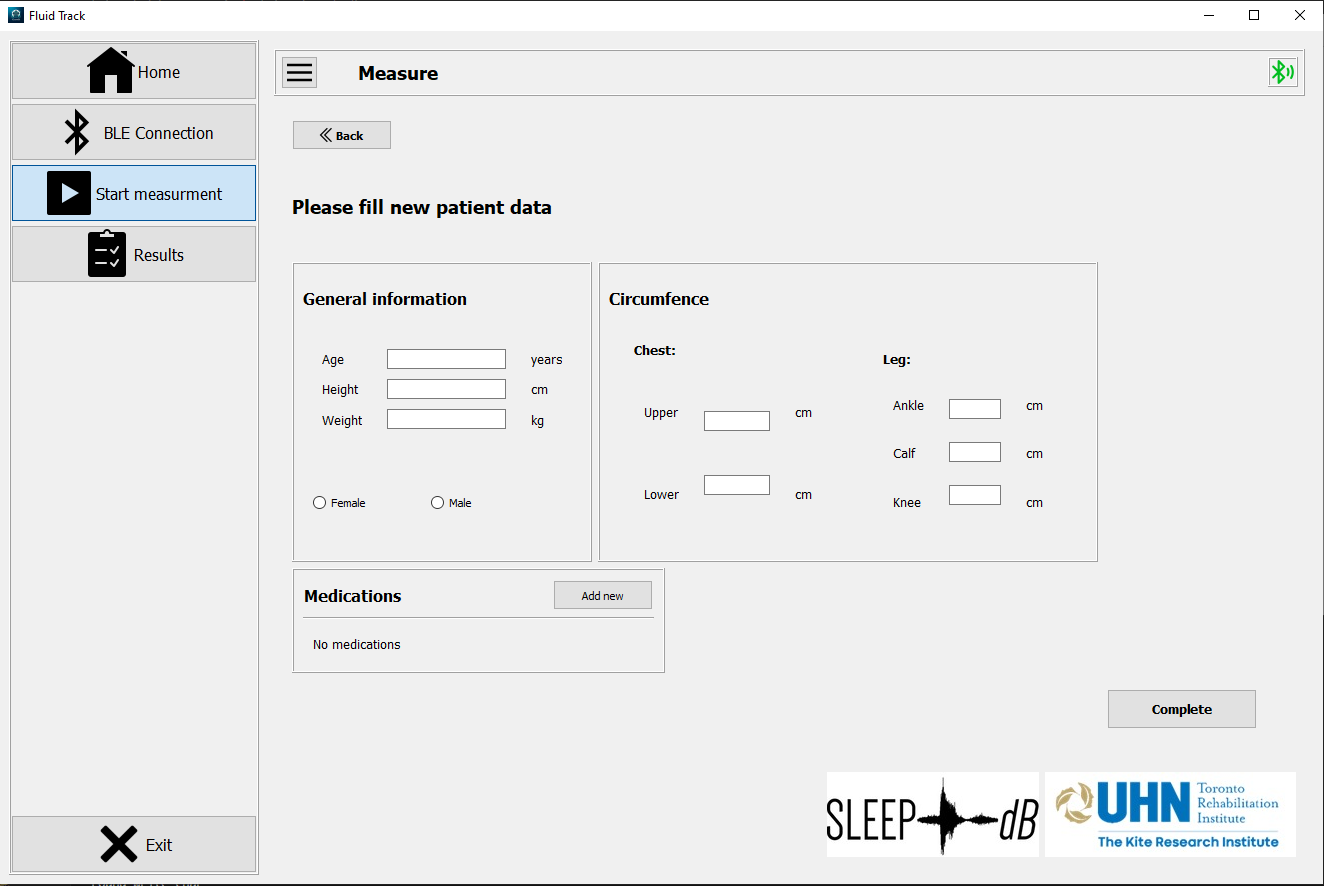 Fluid Track
Home
BLE Connection
Start measurment
Results
Exit
Measure
Back
Please fill new patient data
General information
Age years
Height cm
Weight kg
Female Male
Circumfence
Chest:
Upper cm
Lower cm
Leg:
Ankle cm
Calf cm
Knee cm
Medications Add new
No medications
Complete
SLEEP dB
UHN Toronto
Rehabilitation
Institute
The Kite Research Institute